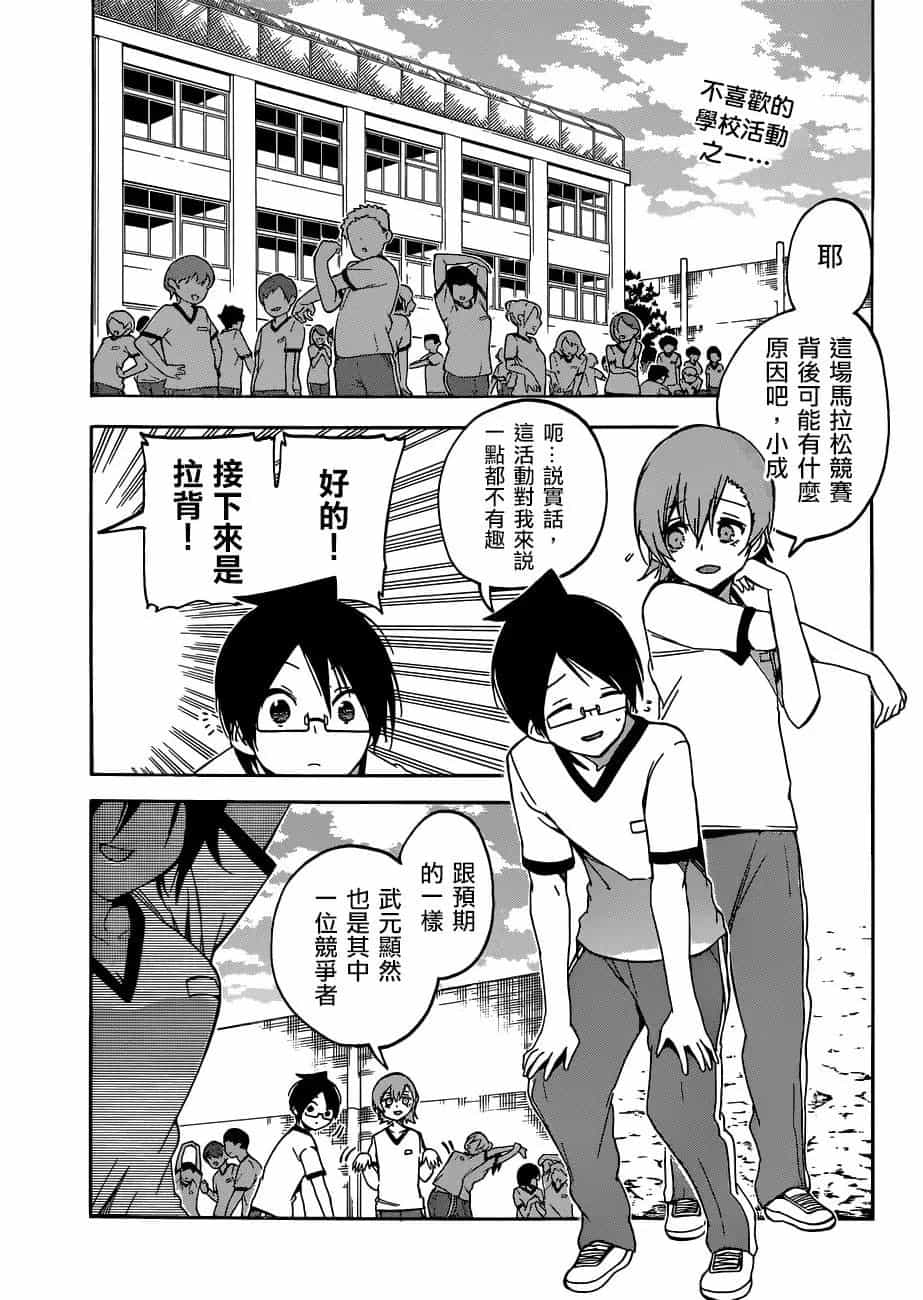 不喜歡的
學校活動
之一…
耶
這場馬拉松競賽
背後可能有什麼
原因吧，小成
呃…説實話，
這活動對我來説
一點都不有趣
好的！
接下來是
拉背！
跟預期
的一樣
武元顯然
也是其中
一位競爭者